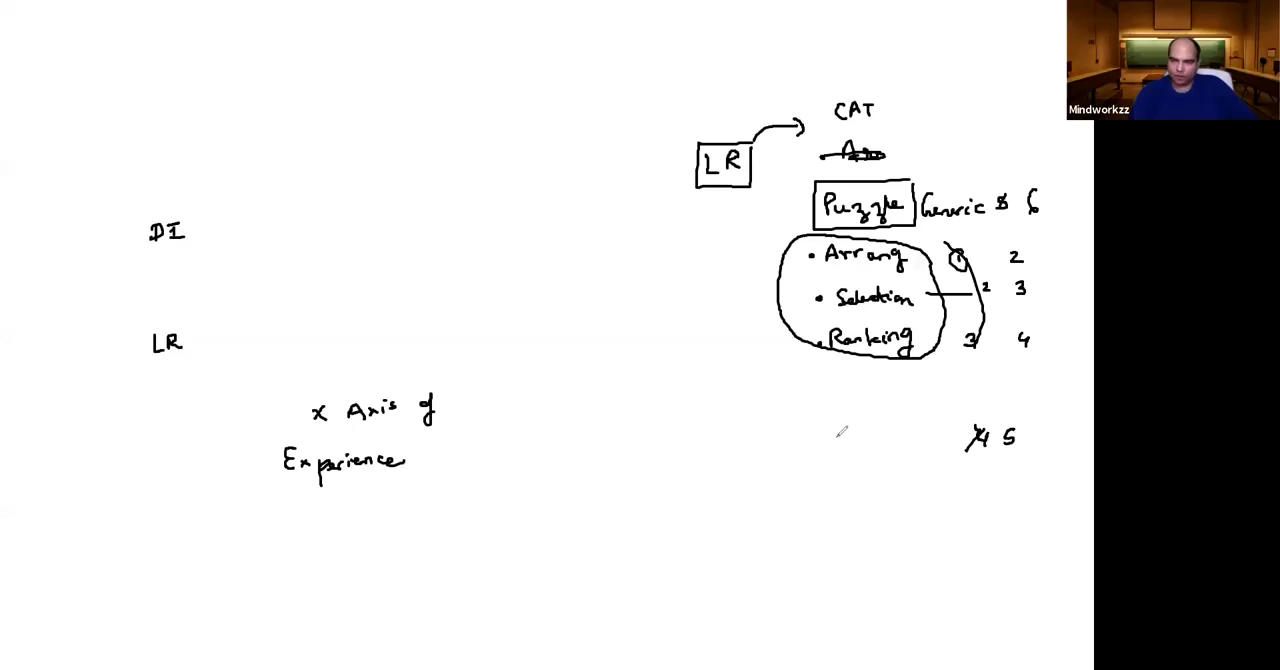 Mindworkzz
CAT
LR
Puzzle Generic 6
DI
• Arrang 1 2
• Selection 2 3
LR
• Ranking 3 4
x Axis of
Experience
4 5